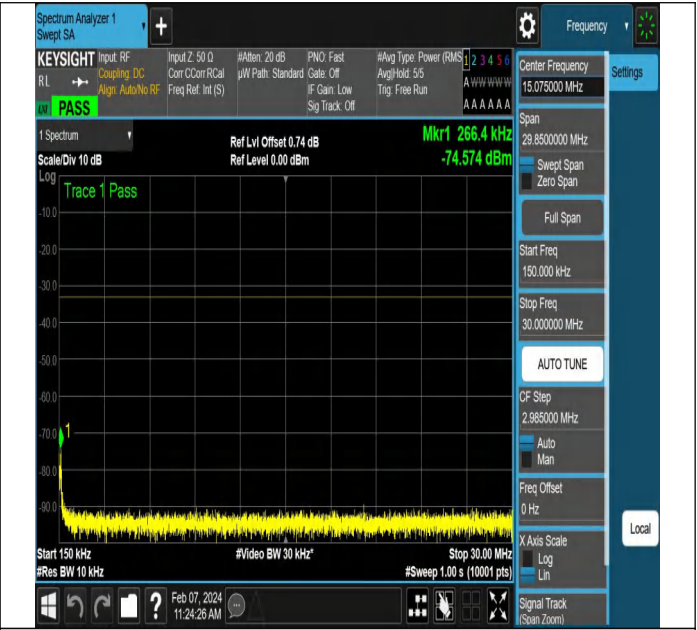 Spectrum Analyzer 1
Swept SA
+
Frequency
KEYSIGHT
RL
PASS
Input: RF
Coupling: DC
Align: Auto/No RF
Input Z: 50 Ω
Corr CCorr RCal
Freq Ref: Int (S)
#Atten: 20 dB
µW Path: Standard
PNO: Fast
Gate: Off
IF Gain: Low
Sig Track: Off
#Avg Type: Power (RMS
Avg|Hold: 5/5
Trig: Free Run
1 2 3 4 5 6
A W W W W W
A A A A A A
1 Spectrum
Scale/Div 10 dB
Ref Lvl Offset 0.74 dB
Ref Level 0.00 dBm
Mkr1 266.4 kHz
-74.574 dBm
Log
Trace 1 Pass
-10.0
-20.0
-30.0
-40.0
-50.0
-60.0
-70.0
1
-80.0
-90.0
Start 150 kHz
#Res BW 10 kHz
#Video BW 30 kHz*
Stop 30.00 MHz
#Sweep 1.00 s (10001 pts)
?
Feb 07, 2024
11:24:26 AM
Center Frequency
15.075000 MHz
Settings
Span
29.8500000 MHz
Swept Span
Zero Span
Full Span
Start Freq
150.000 kHz
Stop Freq
30.000000 MHz
AUTO TUNE
CF Step
2.985000 MHz
Auto
Man
Freq Offset
0 Hz
X Axis Scale
Log
Lin
Local
Signal Track
(Span Zoom)